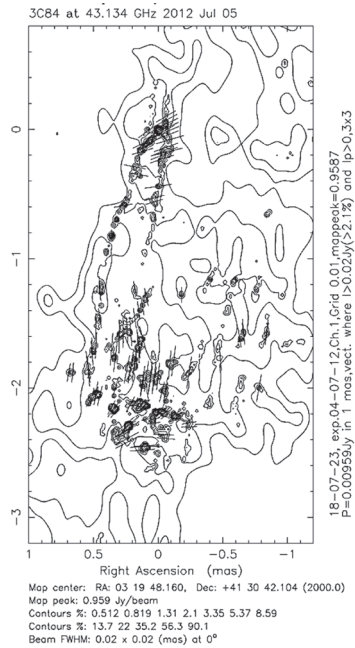 3C84 at 43.134 GHz 2012 Jul 05
0
−1
−2
−3
1 0.5 0 −0.5 −1
Right Ascension (mas)
18-07-23, exp.04-07-12,Ch.1,Grid 0.01,mappeak=0.9587
P=0.00959Jy in 1 mas,vect. where I>0.02Jy(>2.1%) and Ip>0,3x3
Map center: RA: 03 19 48.160, Dec: +41 30 42.104 (2000.0)
Map peak: 0.959 Jy/beam
Contours %: 0.512 0.819 1.31 2.1 3.35 5.37 8.59
Contours %: 13.7 22 35.2 56.3 90.1
Beam FWHM: 0.02 x 0.02 (mas) at 0°